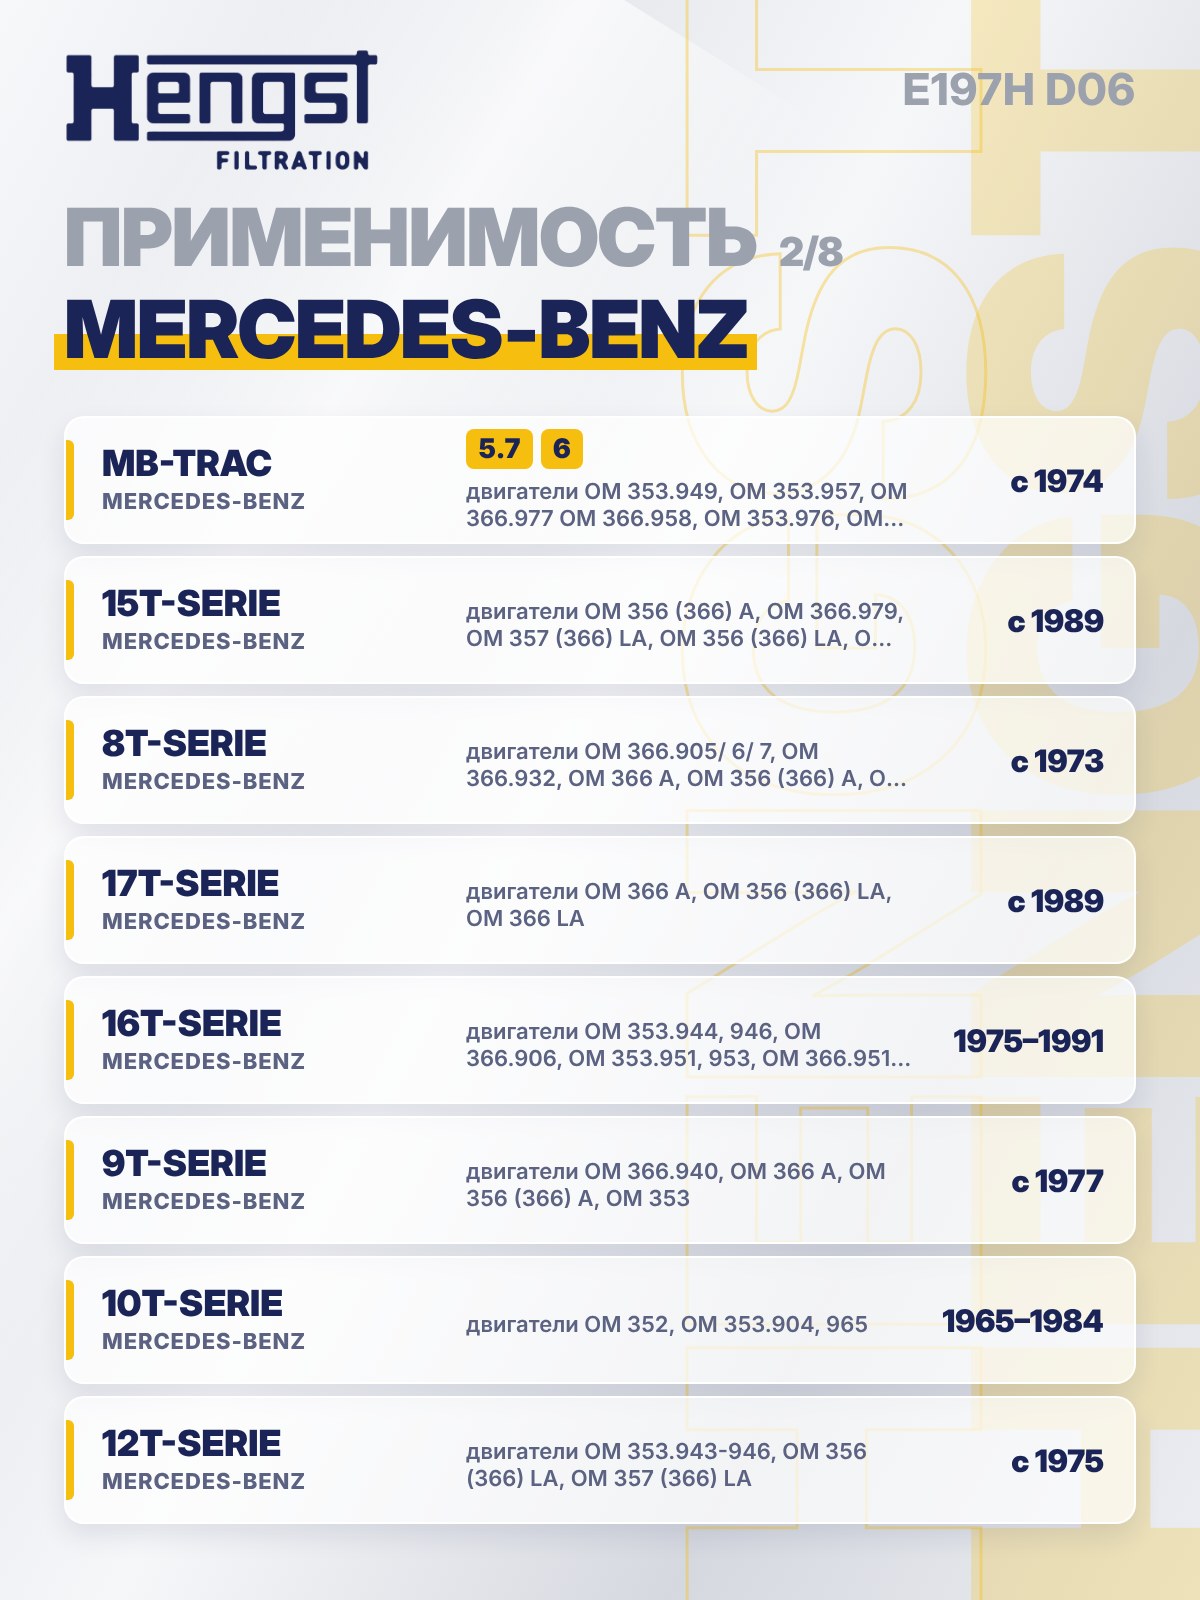 Hengst
FILTRATION
E197H D06
ПРИМЕНИМОСТЬ 2/8
MERCEDES-BENZ
MB-TRAC
MERCEDES-BENZ
5.7 6
двигатели OM 353.949, OM 353.957, OM
366.977 OM 366.958, OM 353.976, OM...
с 1974
15T-SERIE
MERCEDES-BENZ
двигатели OM 356 (366) A, OM 366.979,
OM 357 (366) LA, OM 356 (366) LA, O...
с 1989
8T-SERIE
MERCEDES-BENZ
двигатели OM 366.905/ 6/ 7, OM
366.932, OM 366 A, OM 356 (366) A, O...
с 1973
17T-SERIE
MERCEDES-BENZ
двигатели OM 366 A, OM 356 (366) LA,
OM 366 LA
с 1989
16T-SERIE
MERCEDES-BENZ
двигатели OM 353.944, 946, OM
366.906, OM 353.951, 953, OM 366.951...
1975–1991
9T-SERIE
MERCEDES-BENZ
двигатели OM 366.940, OM 366 A, OM
356 (366) A, OM 353
с 1977
10T-SERIE
MERCEDES-BENZ
двигатели OM 352, OM 353.904, 965
1965–1984
12T-SERIE
MERCEDES-BENZ
двигатели OM 353.943-946, OM 356
(366) LA, OM 357 (366) LA
с 1975